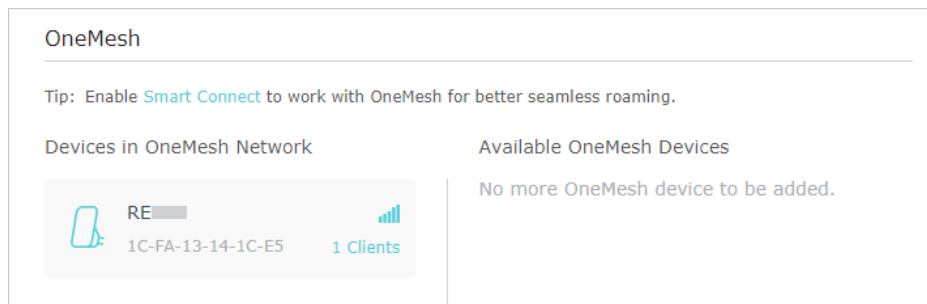 OneMesh
Tip: Enable Smart Connect to work with OneMesh for better seamless roaming.
Devices in OneMesh Network
RE
1C-FA-13-14-1C-E5
1 Clients
Available OneMesh Devices
No more OneMesh device to be added.